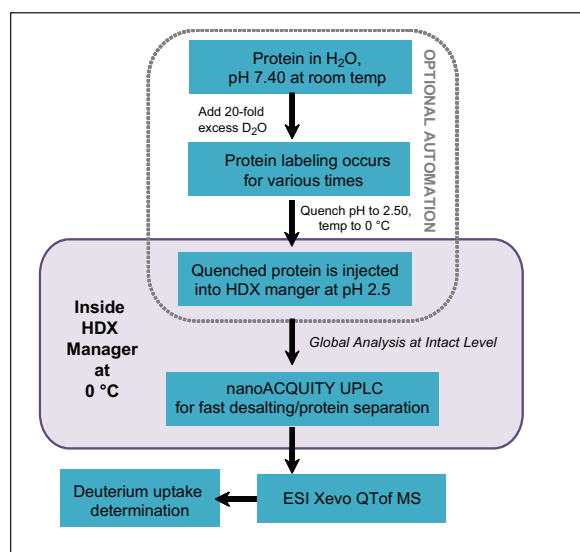 Protein in H₂O,
pH 7.40 at room temp
OPTIONAL AUTOMATION
Add 20-fold
excess D₂O
Protein labeling occurs
for various times
Quench pH to 2.50,
temp to 0 °C
Quenched protein is injected
into HDX manger at pH 2.5
Inside
HDX
Manager
at
0 °C
Global Analysis at Intact Level
nanoACQUITY UPLC
for fast desalting/protein separation
Deuterium uptake
determination
ESI Xevo QTof MS